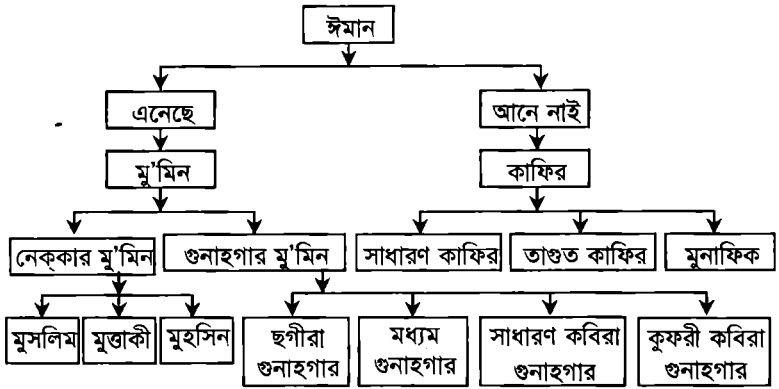 ঈমান
এনেছে আনে নাই
মু'মিন কাফির
নেক্কার মু'মিন গুনাহগার মু'মিন সাধারণ কাফির তাগুত কাফির মুনাফিক
মুসলিম মুত্তাকী মুহসিন ছগীরা মধ্যম সাধারণ কবিরা কুফরী কবিরা
গুনাহগার গুনাহগার গুনাহগার গুনাহগার